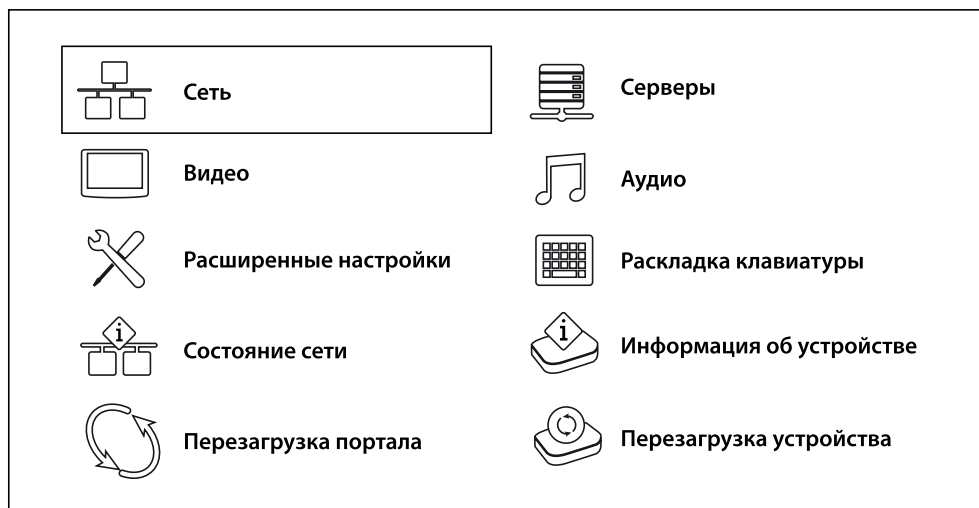 Сеть
Серверы
Видео
Аудио
Расширенные настройки
Раскладка клавиатуры
Состояние сети
Информация об устройстве
Перезагрузка портала
Перезагрузка устройства